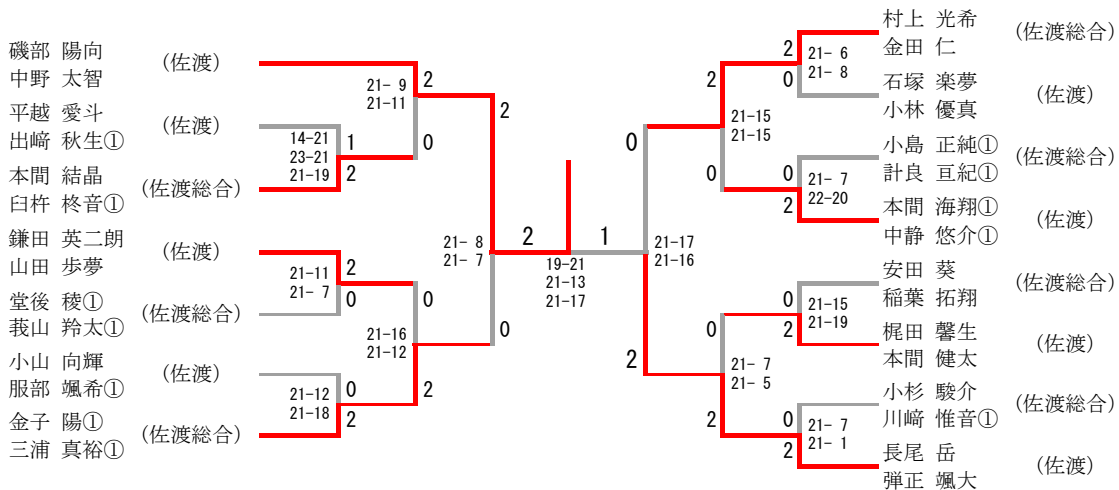 磯部 陽向
中野 太智
(佐渡)
平越 愛斗
出﨑 秋生①
(佐渡)
本間 結晶
臼杵 柊音①
(佐渡総合)
鎌田 英二朗
山田 歩夢
(佐渡)
堂後 稜①
莪山 羚太①
(佐渡総合)
小山 向輝
服部 颯希①
(佐渡)
金子 陽①
三浦 真裕①
(佐渡総合)
14-21
23-21
21-19
1
2
21-11
21- 7
2
0
21-12
21-18
0
2
21- 9
21-11
2
0
21-16
21-12
0
2
21- 8
21- 7
2
0
2
1
19-21
21-13
21-17
21-17
21-16
0
2
21-15
21-15
2
0
21- 7
21- 5
0
2
21- 6
21- 8
2
0
21- 7
22-20
0
2
21-15
21-19
0
2
21- 7
21- 1
0
2
村上 光希
金田 仁
(佐渡総合)
石塚 楽夢
小林 優真
(佐渡)
小島 正純①
計良 亘紀①
(佐渡総合)
本間 海翔①
中静 悠介①
(佐渡)
安田 葵
稲葉 拓翔
(佐渡総合)
梶田 馨生
本間 健太
(佐渡)
小杉 駿介
川﨑 惟音①
(佐渡総合)
長尾 岳
弾正 颯大
(佐渡)